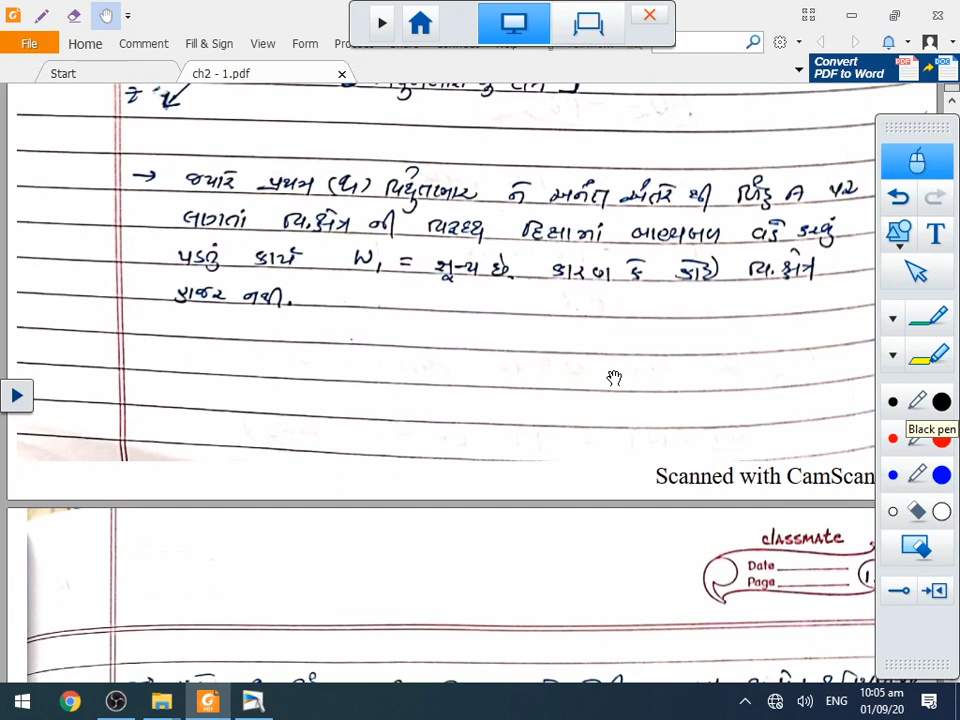 File
Home
Comment
Fill & Sign
View
Form
Convert
PDF to Word
Start
ch2 - 1.pdf
→ જ્યારે પ્રથમ (q₁) વિદ્યુતભાર ને અનંત અંતરે થી બિંદુ A પર
લાવતાં વિ.ક્ષેત્ર ની વિરુદ્ધ દિશામાં બાહ્યબળ વડે કરવું
પડતું કાર્ય W₁ = શૂન્ય છે. કારણ કે કોઇ વિ.ક્ષેત્ર
હાજર નથી.
T
Black pen
Scanned with CamScan
classmate
Date
Page
ENG
10:05 am
01/09/20